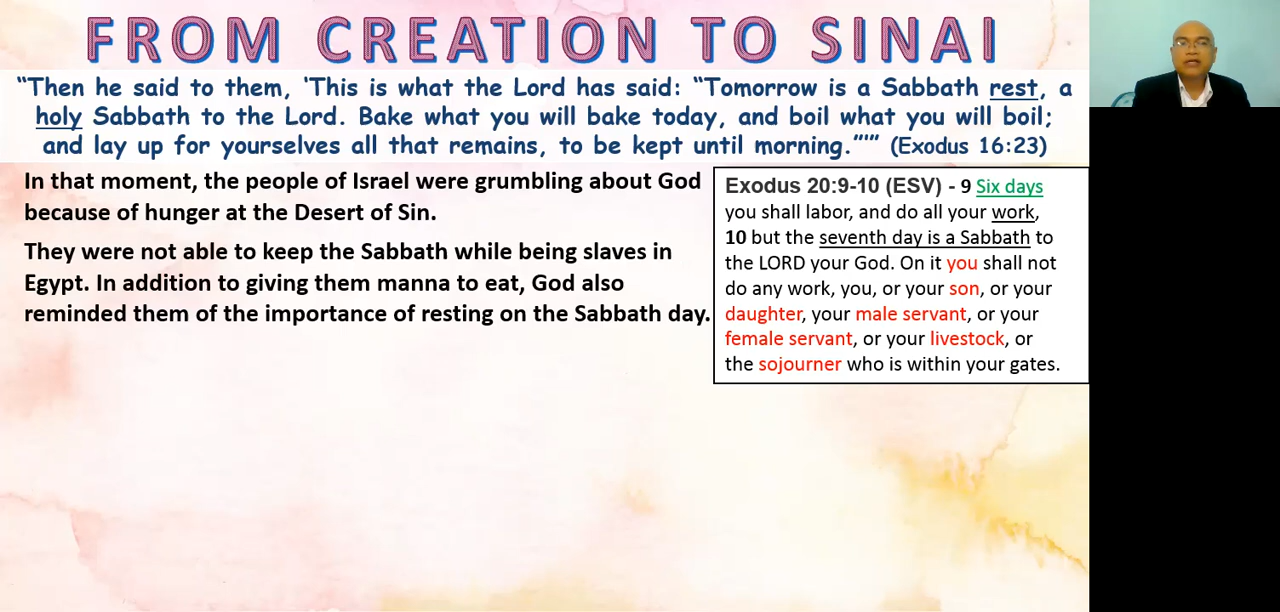 FROM CREATION TO SINAI
“Then he said to them, ‘This is what the Lord has said: “Tomorrow is a Sabbath rest, a
holy Sabbath to the Lord. Bake what you will bake today, and boil what you will boil;
and lay up for yourselves all that remains, to be kept until morning.”’” (Exodus 16:23)
In that moment, the people of Israel were grumbling about God
because of hunger at the Desert of Sin.
They were not able to keep the Sabbath while being slaves in
Egypt. In addition to giving them manna to eat, God also
reminded them of the importance of resting on the Sabbath day.
Exodus 20:9-10 (ESV) - 9 Six days
you shall labor, and do all your work,
10 but the seventh day is a Sabbath to
the LORD your God. On it you shall not
do any work, you, or your son, or your
daughter, your male servant, or your
female servant, or your livestock, or
the sojourner who is within your gates.